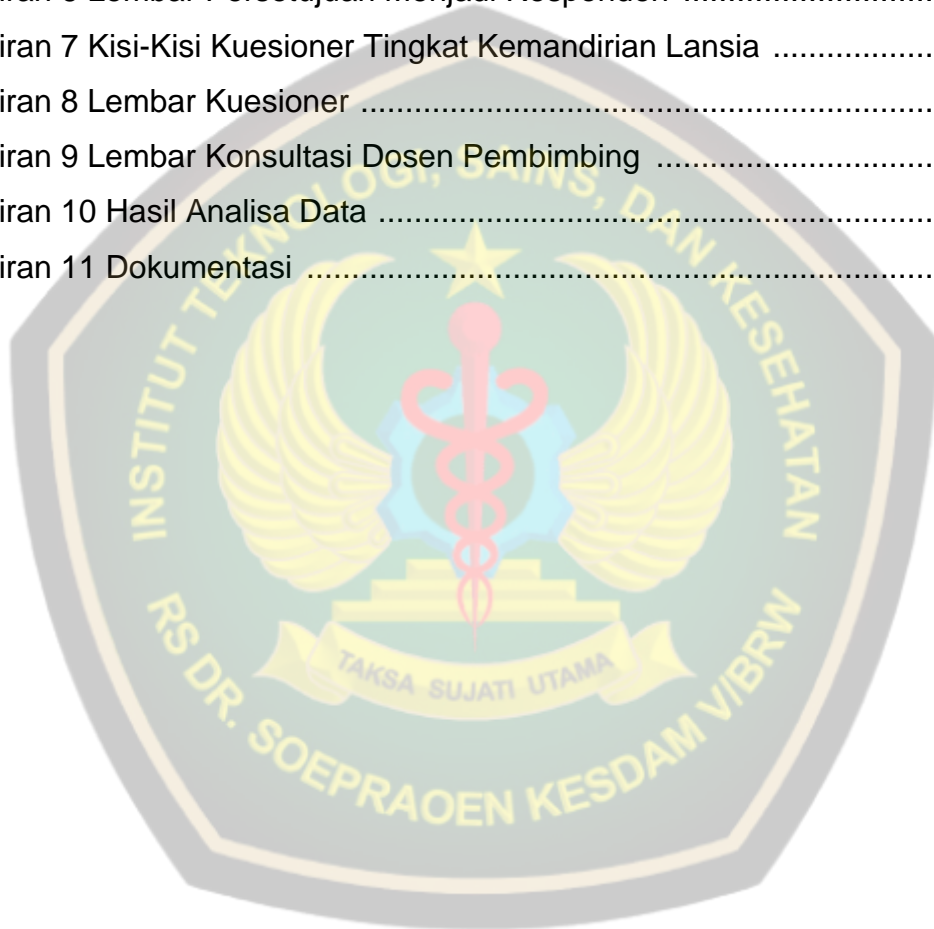 iran 7 Kisi-Kisi Kuesioner Tingkat Kemandirian Lansia ..................
iran 8 Lembar Kuesioner ................................................................
iran 9 Lembar Konsultasi Dosen Pembimbing ...............................
iran 10 Hasil Analisa Data ..............................................................
iran 11 Dokumentasi ......................................................................
INSTITUT TEKNOLOGI, SAINS, DAN KESEHATAN
TAKSA SUJATI UTAMA
RS DR. SOEPRAOEN KESDAM V/BRW